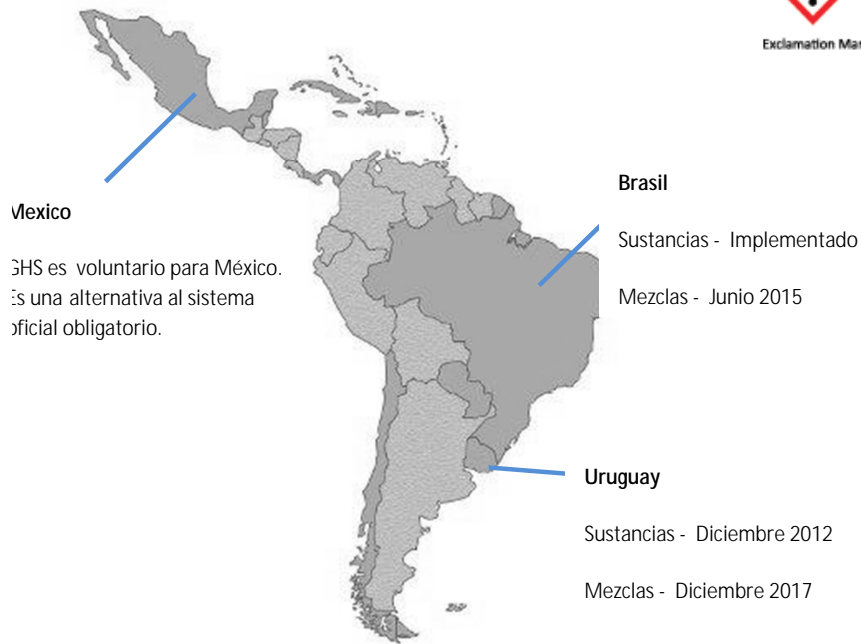 Exclamation Mar
Mexico
GHS es voluntario para México.
Es una alternativa al sistema
oficial obligatorio.
Brasil
Sustancias - Implementado
Mezclas - Junio 2015
Uruguay
Sustancias - Diciembre 2012
Mezclas - Diciembre 2017